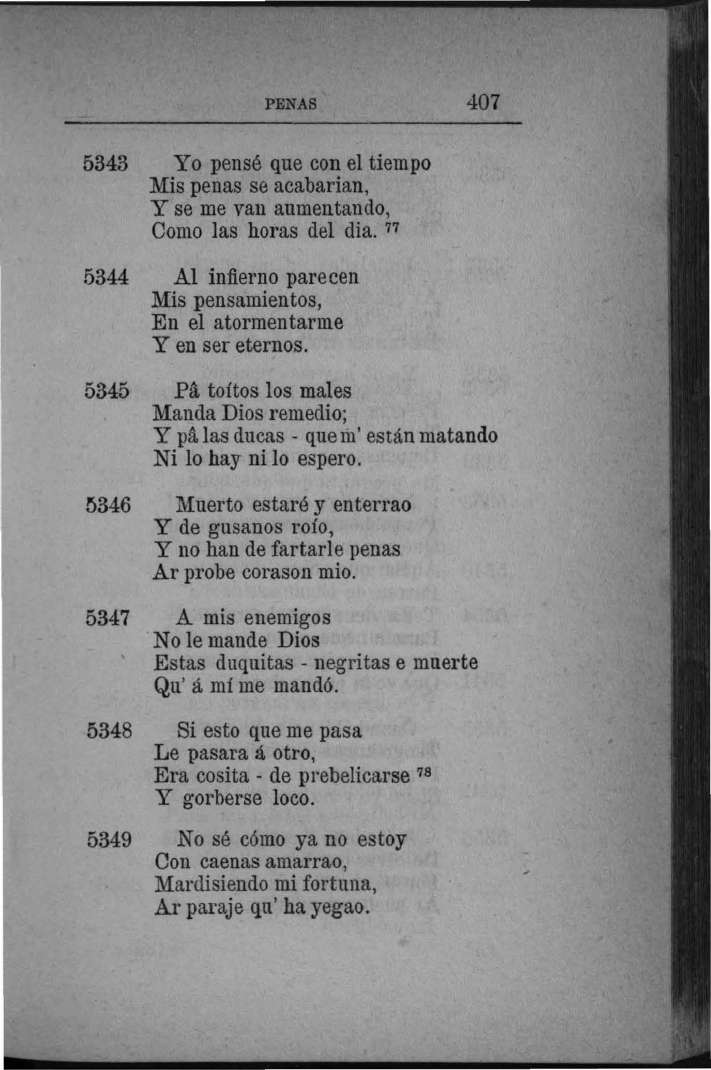 PENAS 407
5343 Yo pensé que con el tiempo
Mis penas se acabarian,
Y se me van aumentando,
Como las horas del dia. 77
5344 Al infierno parecen
Mis pensamientos,
En el atormentarme
Y en ser eternos.
5345 Pâ toítos los males
Manda Dios remedio;
Y pâ las ducas - que m' están matando
Ni lo hay ni lo espero.
5346 Muerto estaré y enterrao
Y de gusanos roío,
Y no han de fartarle penas
Ar probe corason mio.
5347 A mis enemigos
No le mande Dios
Estas duquitas - negritas e muerte
Qu' á mí me mandó.
5348 Si esto que me pasa
Le pasara á otro,
Era cosita - de prebelicarse 78
Y gorberse loco.
5349 No sé cómo ya no estoy
Con caenas amarrao,
Mardisiendo mi fortuna,
Ar paraje qu' ha yegao.